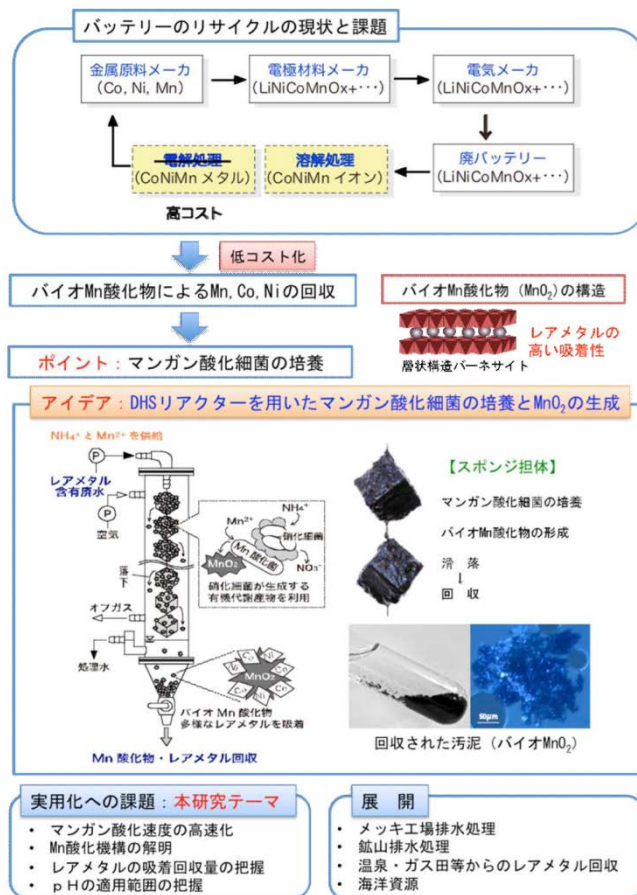 バッテリーのリサイクルの現状と課題
金属原料メーカ
(Co, Ni, Mn)
電極材料メーカ
(LiNiCoMnOx+･･･)
電気メーカ
(LiNiCoMnOx+･･･)
電解処理
(CoNiMn メタル)
溶解処理
(CoNiMn イオン)
廃バッテリー
(LiNiCoMnOx+･･･)
高コスト
低コスト化
バイオMn酸化物によるMn, Co, Niの回収
バイオMn酸化物 (MnO₂)の構造
レアメタルの
高い吸着性
層状構造バーネサイト
ポイント：マンガン酸化細菌の培養
アイデア：DHSリアクターを用いたマンガン酸化細菌の培養とMnO₂の生成
NH₄⁺と Mn²⁺を供給
P
レアメタル
含有廃水
P
空気
落下
オフガス
処理水
NH₄⁺
Mn²⁺
硝化細菌
Mn酸化菌
MnO₂
NO₃⁻
硝化細菌が生成する
有機代謝産物を利用
MnO₂
バイオ Mn 酸化物
多様なレアメタルを吸着
Mn 酸化物・レアメタル回収
【スポンジ担体】
マンガン酸化細菌の培養
バイオMn酸化物の形成
滑 落
↓
回 収
50μm
回収された汚泥（バイオMnO₂）
実用化への課題：本研究テーマ
• マンガン酸化速度の高速化
• Mn酸化機構の解明
• レアメタルの吸着回収量の把握
• ｐHの適用範囲の把握
展　開
• メッキ工場排水処理
• 鉱山排水処理
• 温泉・ガス田等からのレアメタル回収
• 海洋資源